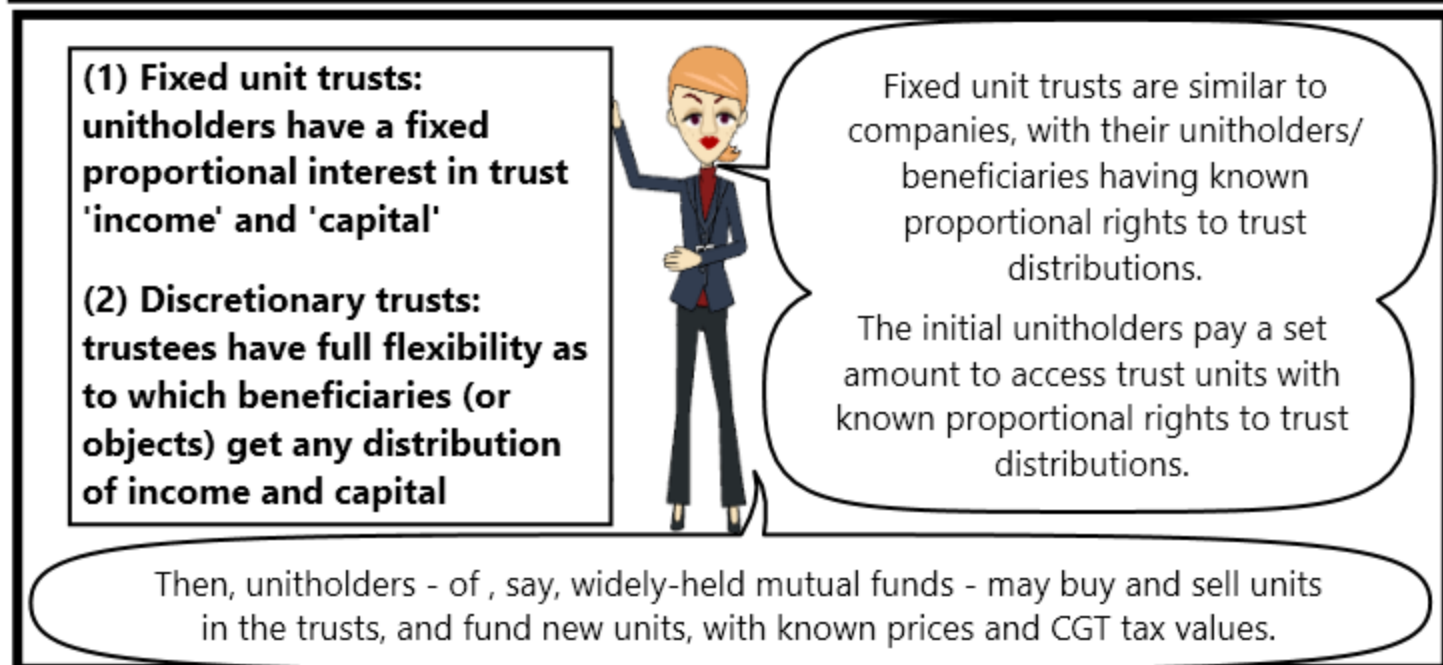 (1) Fixed unit trusts:
unitholders have a fixed
proportional interest in trust
'income' and 'capital'
(2) Discretionary trusts:
trustees have full flexibility as
to which beneficiaries (or
objects) get any distribution
of income and capital
Fixed unit trusts are similar to
companies, with their unitholders/
beneficiaries having known
proportional rights to trust
distributions.
The initial unitholders pay a set
amount to access trust units with
known proportional rights to trust
distributions.
Then, unitholders - of , say, widely-held mutual funds - may buy and sell units
in the trusts, and fund new units, with known prices and CGT tax values.